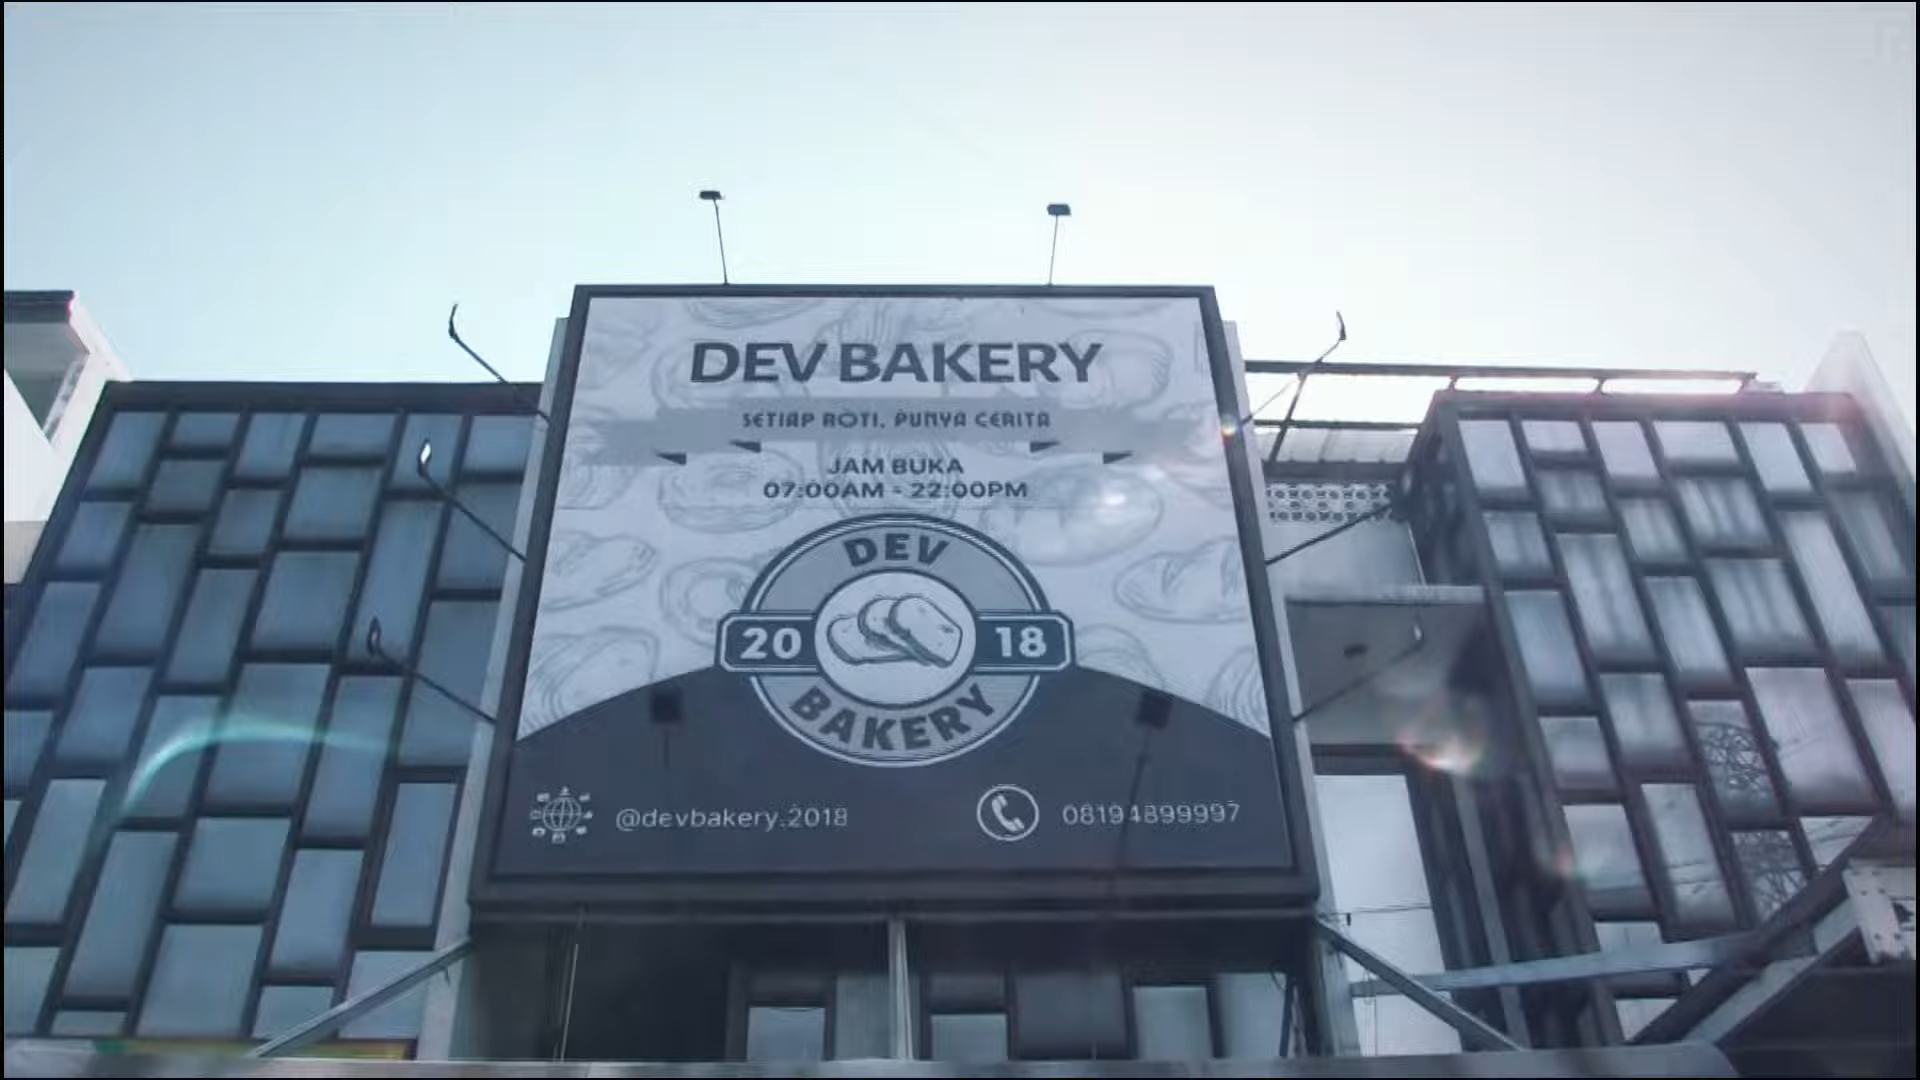 DEV BAKERY
SETIAP ROTI, PUNYA CERITA
JAM BUKA
07:00AM - 22:00PM
DEV
20 18
BAKERY
@devbakery.2018
08194899997